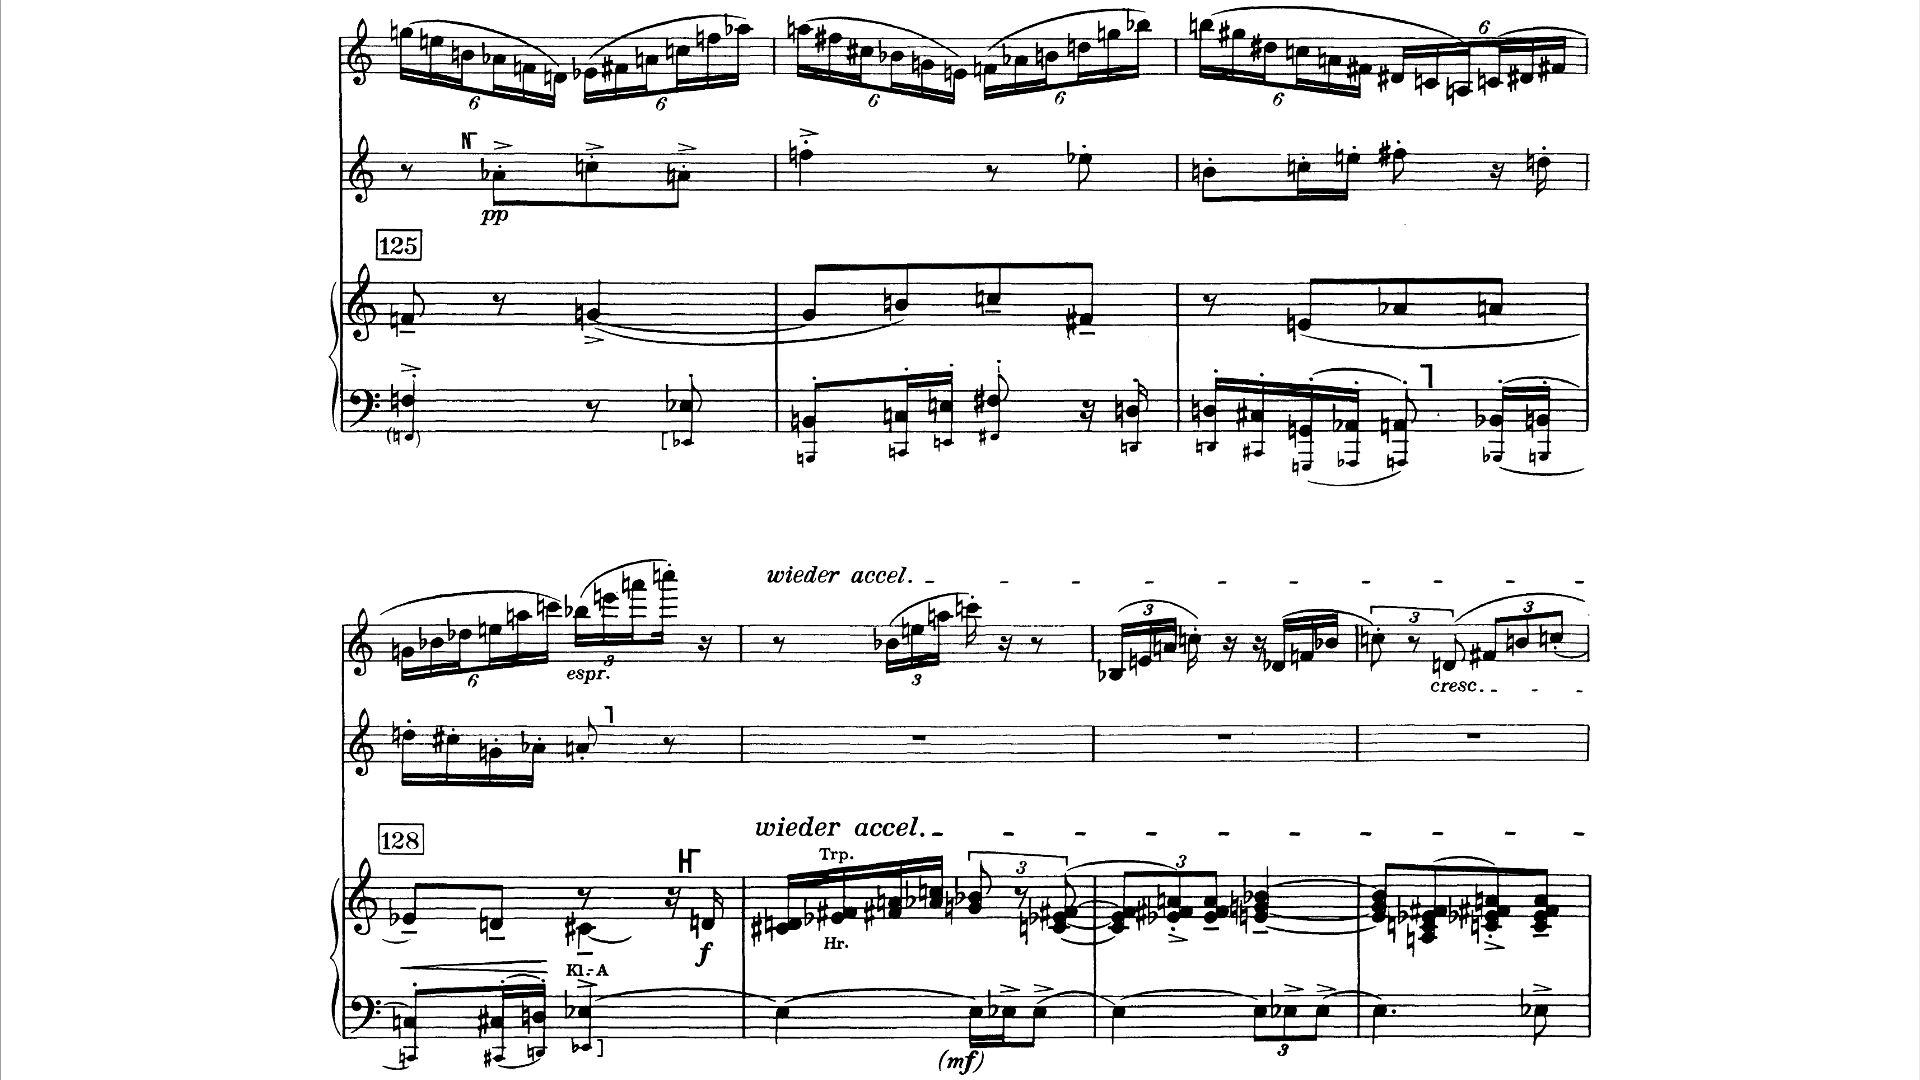 6 6 6 6 6 6
N
pp
125
wieder accel.
6 3 3 3 3 3
espr. cresc.
wieder accel.
128
Trp. 3 3
H
f Hr.
Kl.-A
(mf) 3